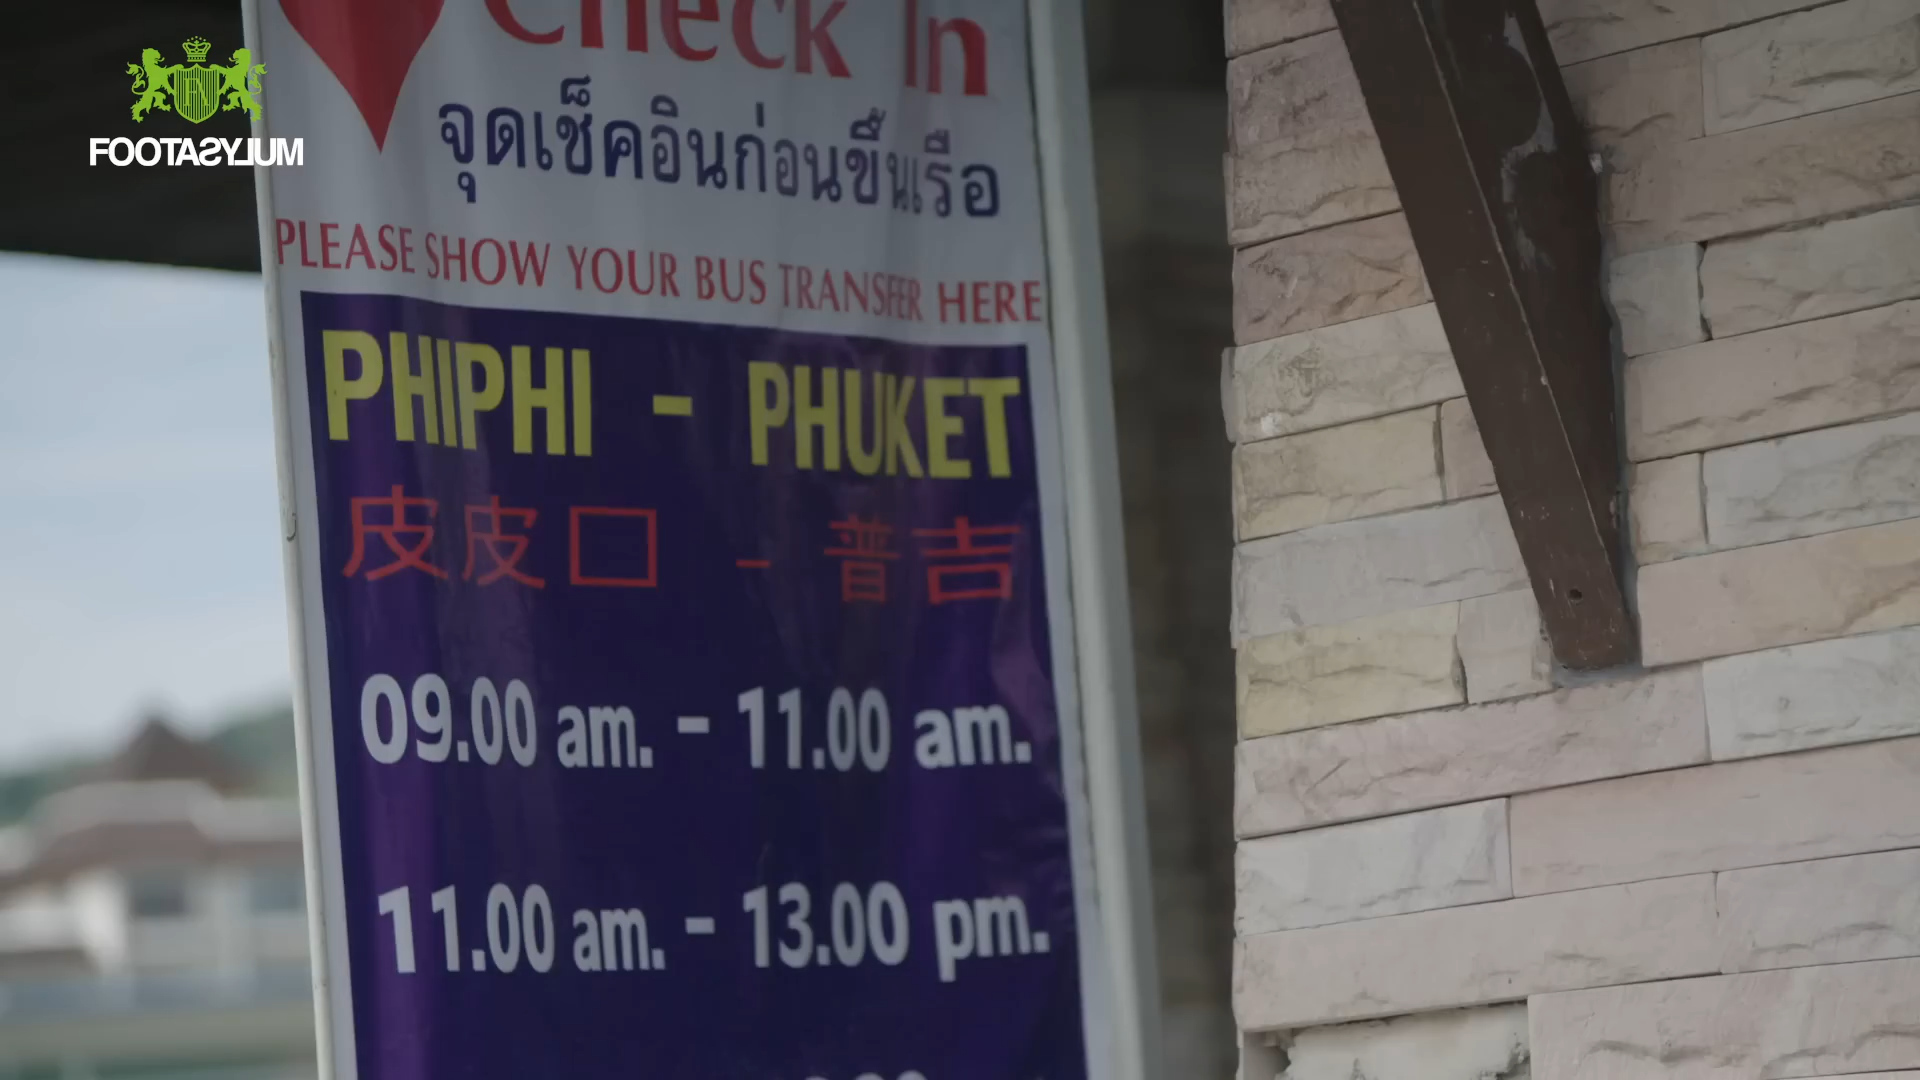 FOOTASYLUM
Check In
จุดเช็คอินก่อนขึ้นเรือ
PLEASE SHOW YOUR BUS TRANSFER HERE
PHIPHI - PHUKET
皮皮口 - 普吉
09.00 am. - 11.00 am.
11.00 am. - 13.00 pm.